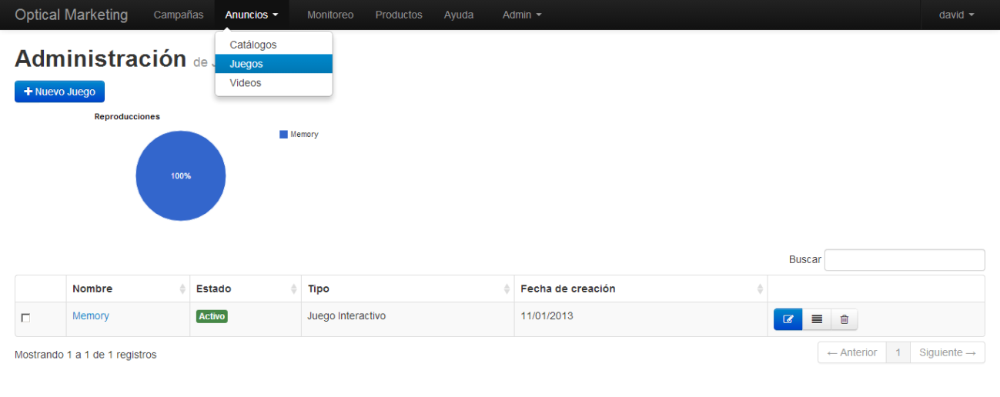 Optical Marketing Campañas Anuncios Monitoreo Productos Ayuda Admin david
Catálogos
Juegos
Videos
Administración de
+ Nuevo Juego
Reproducciones
Memory
100%
Buscar
Nombre Estado Tipo Fecha de creación
Memory Activo Juego Interactivo 11/01/2013
Mostrando 1 a 1 de 1 registros
← Anterior 1 Siguiente →